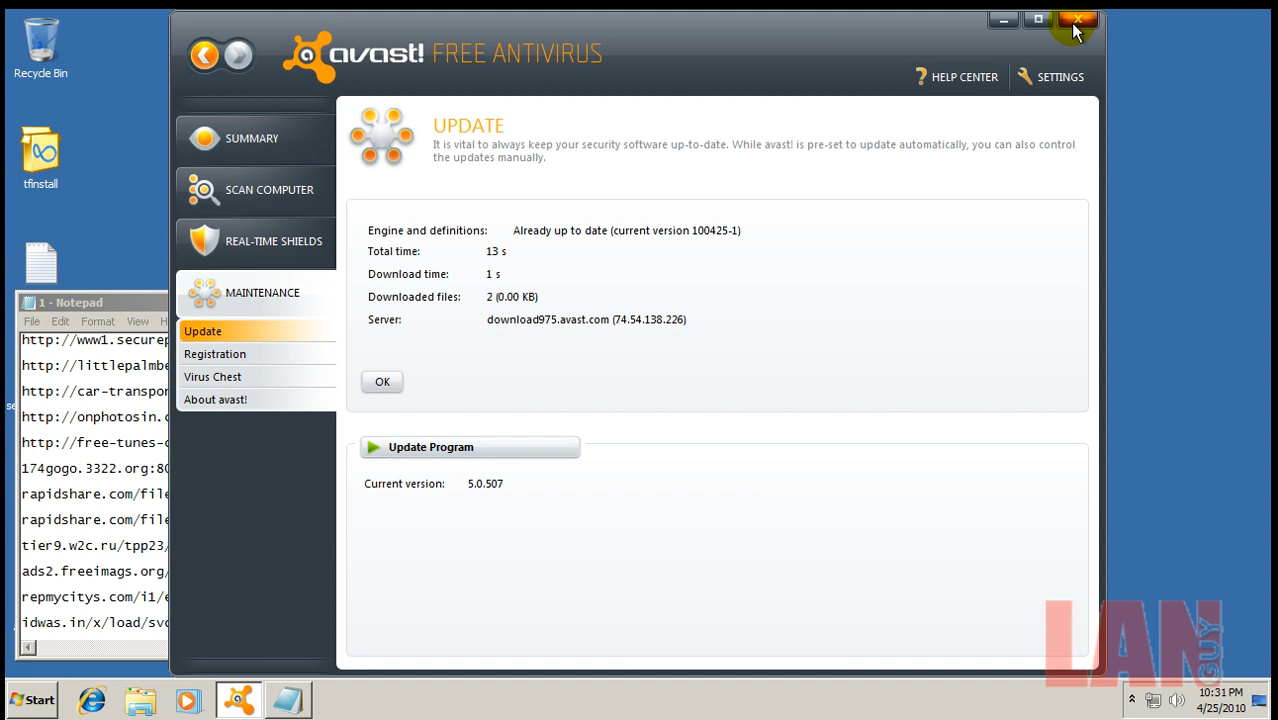 Recycle Bin
tfinstall
avast! FREE ANTIVIRUS
HELP CENTER
SETTINGS
SUMMARY
SCAN COMPUTER
REAL-TIME SHIELDS
MAINTENANCE
Update
Registration
Virus Chest
About avast!
UPDATE
It is vital to always keep your security software up-to-date. While avast! is pre-set to update automatically, you can also control
the updates manually.
Engine and definitions: Already up to date (current version 100425-1)
Total time: 13 s
Download time: 1 s
Downloaded files: 2 (0.00 KB)
Server: download975.avast.com (74.54.138.226)
OK
Update Program
Current version: 5.0.507
1 - Notepad
File Edit Format View H
http://www1.securep
http://littlepalmbe
http://car-transpor
http://onphotosin.c
http://free-tunes-c
174gogo.3322.org:80
rapidshare.com/file
rapidshare.com/file
tier9.w2c.ru/tpp23/
ads2.freeimags.org/
repmycitys.com/i1/e
idwas.in/x/load/svc
LAN GUY
Start
10:31 PM
4/25/2010